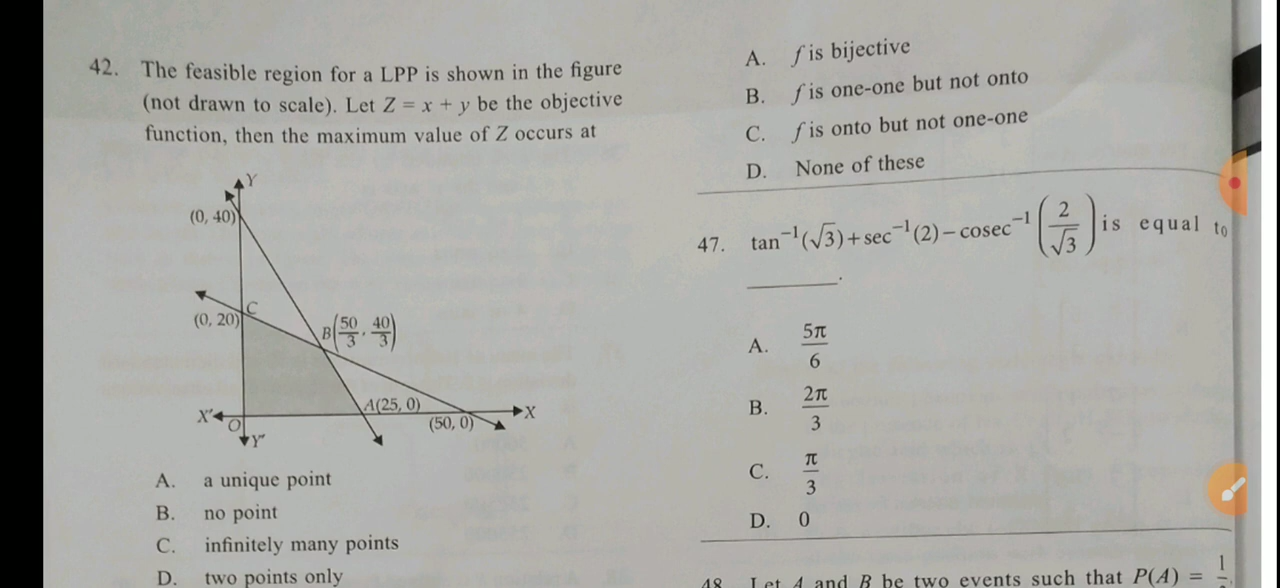 42. The feasible region for a LPP is shown in the figure
(not drawn to scale). Let Z = x + y be the objective
function, then the maximum value of Z occurs at
Y
(0, 40)
C
(0, 20)
B(50/3, 40/3)
A(25, 0)
X' O (50, 0) X
Y'
A. a unique point
B. no point
C. infinitely many points
D. two points only
A. f is bijective
B. f is one-one but not onto
C. f is onto but not one-one
D. None of these
47. tan⁻¹(√3) + sec⁻¹(2) − cosec⁻¹(2/√3) is equal to
______.
A. 5π/6
B. 2π/3
C. π/3
D. 0
48. Let A and B be two events such that P(A) = 1